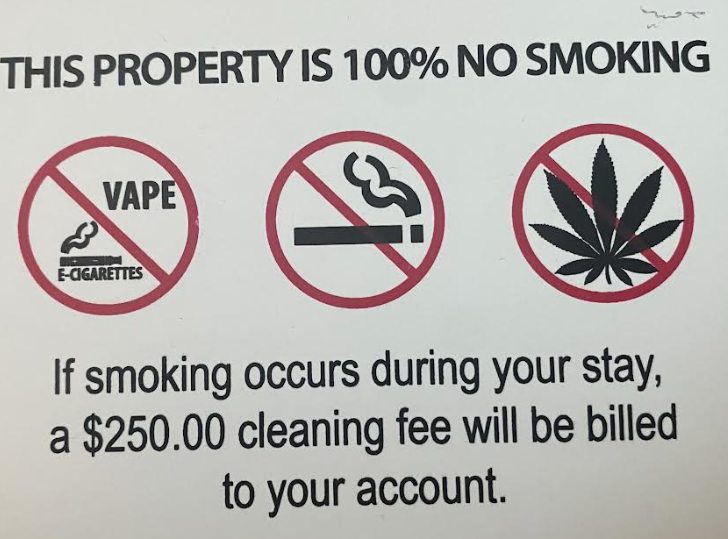 THIS PROPERTY IS 100% NO SMOKING
VAPE
E-CIGARETTES
If smoking occurs during your stay,
a $250.00 cleaning fee will be billed
to your account.